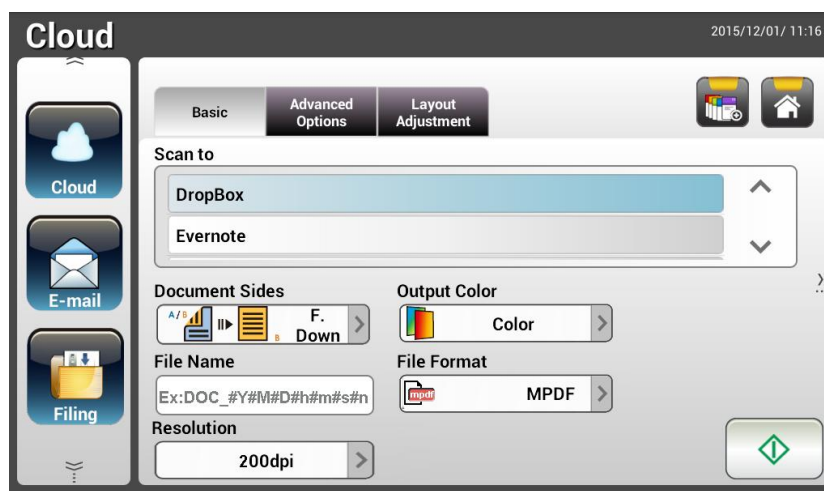 Cloud
2015/12/01/ 11:16
Cloud
E-mail
Filing
Basic
Advanced
Options
Layout
Adjustment
Scan to
DropBox
Evernote
Document Sides
A/B
B
F.
Down
Output Color
Color
File Name
Ex:DOC_#Y#M#D#h#m#s#n
File Format
mpdf
MPDF
Resolution
200dpi